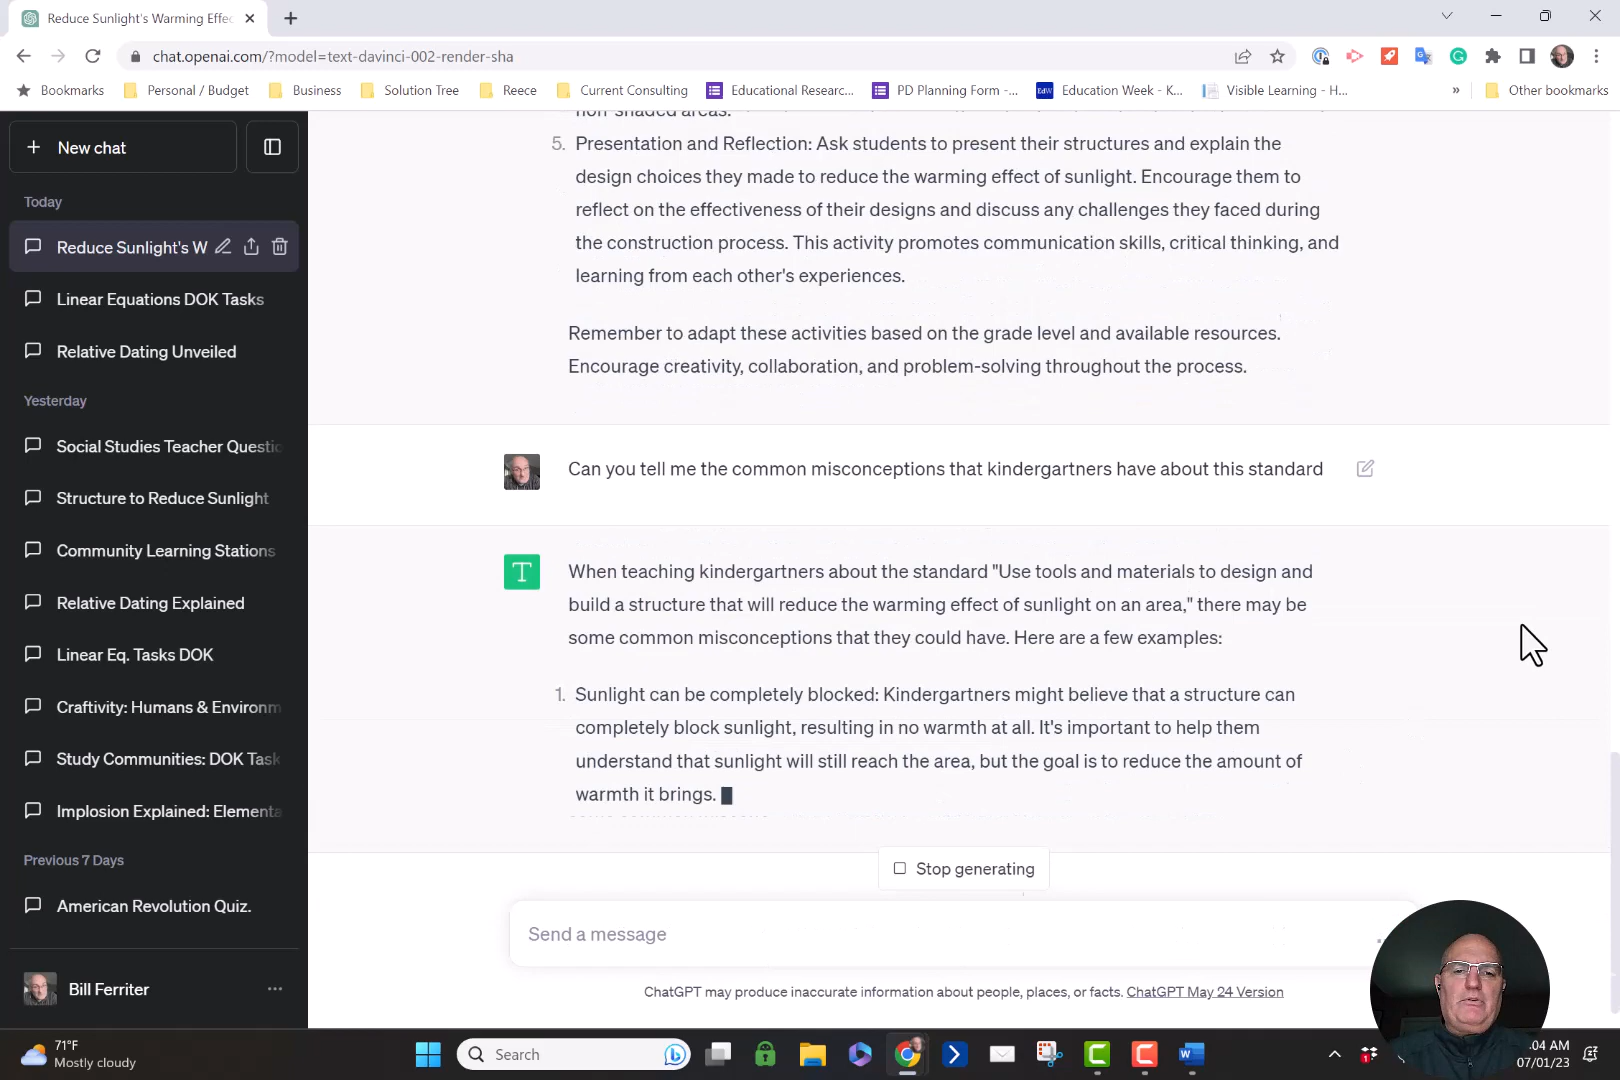 Reduce Sunlight's Warming Effec
chat.openai.com/?model=text-davinci-002-render-sha
Bookmarks
Personal / Budget
Business
Solution Tree
Reece
Current Consulting
Educational Researc...
PD Planning Form -...
EdW
Education Week - K...
Visible Learning - H...
»
Other bookmarks
New chat
Today
Reduce Sunlight's W
Linear Equations DOK Tasks
Relative Dating Unveiled
Yesterday
Social Studies Teacher Questio
Structure to Reduce Sunlight
Community Learning Stations
Relative Dating Explained
Linear Eq. Tasks DOK
Craftivity: Humans & Environm
Study Communities: DOK Task
Implosion Explained: Elementa
Previous 7 Days
American Revolution Quiz.
Bill Ferriter
non-shaded areas.
5. Presentation and Reflection: Ask students to present their structures and explain the
design choices they made to reduce the warming effect of sunlight. Encourage them to
reflect on the effectiveness of their designs and discuss any challenges they faced during
the construction process. This activity promotes communication skills, critical thinking, and
learning from each other's experiences.
Remember to adapt these activities based on the grade level and available resources.
Encourage creativity, collaboration, and problem-solving throughout the process.
Can you tell me the common misconceptions that kindergartners have about this standard
T
When teaching kindergartners about the standard "Use tools and materials to design and
build a structure that will reduce the warming effect of sunlight on an area," there may be
some common misconceptions that they could have. Here are a few examples:
1. Sunlight can be completely blocked: Kindergartners might believe that a structure can
completely block sunlight, resulting in no warmth at all. It's important to help them
understand that sunlight will still reach the area, but the goal is to reduce the amount of
warmth it brings.
Stop generating
Send a message
ChatGPT may produce inaccurate information about people, places, or facts. ChatGPT May 24 Version
71°F
Mostly cloudy
Search
:04 AM
07/01/23